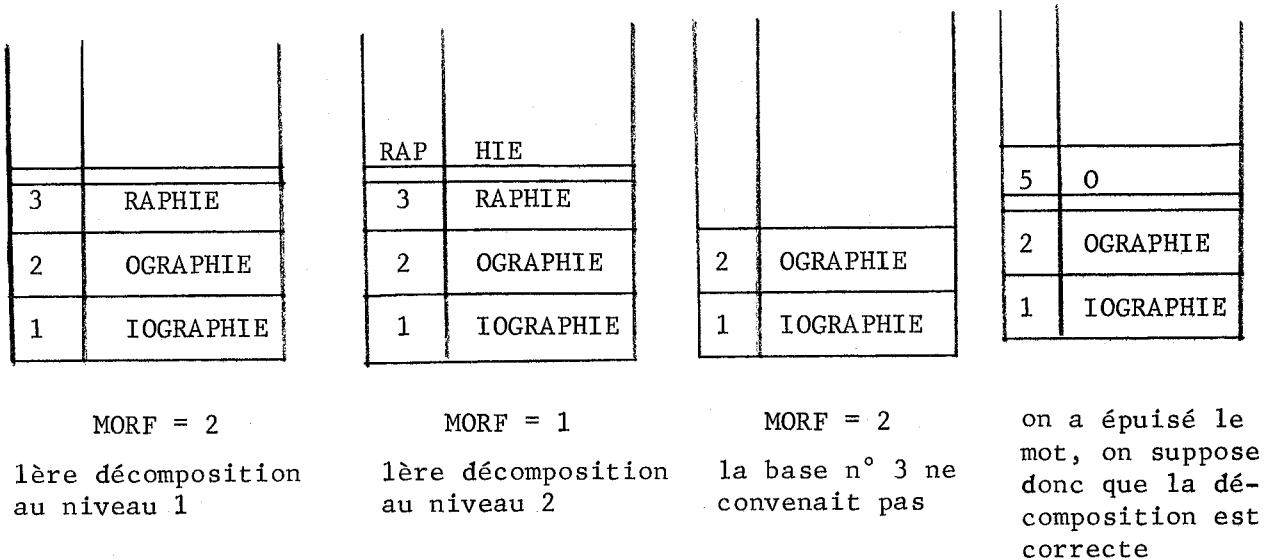 3 RAPHIE
2 OGRAPHIE
1 IOGRAPHIE
MORF = 2
1ère décomposition
au niveau 1
RAP HIE
3 RAPHIE
2 OGRAPHIE
1 IOGRAPHIE
MORF = 1
1ère décomposition
au niveau 2
2 OGRAPHIE
1 IOGRAPHIE
MORF = 2
la base n° 3 ne
convenait pas
5 O
2 OGRAPHIE
1 IOGRAPHIE
on a épuisé le
mot, on suppose
donc que la dé-
composition est
correcte